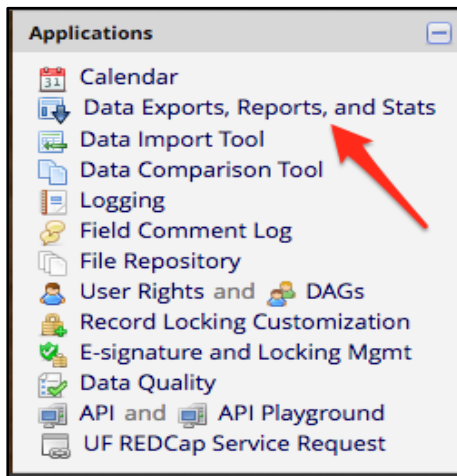 Applications
31
Calendar
Data Exports, Reports, and Stats
Data Import Tool
Data Comparison Tool
Logging
Field Comment Log
File Repository
User Rights and DAGs
Record Locking Customization
E-signature and Locking Mgmt
Data Quality
API and API Playground
UF REDCap Service Request